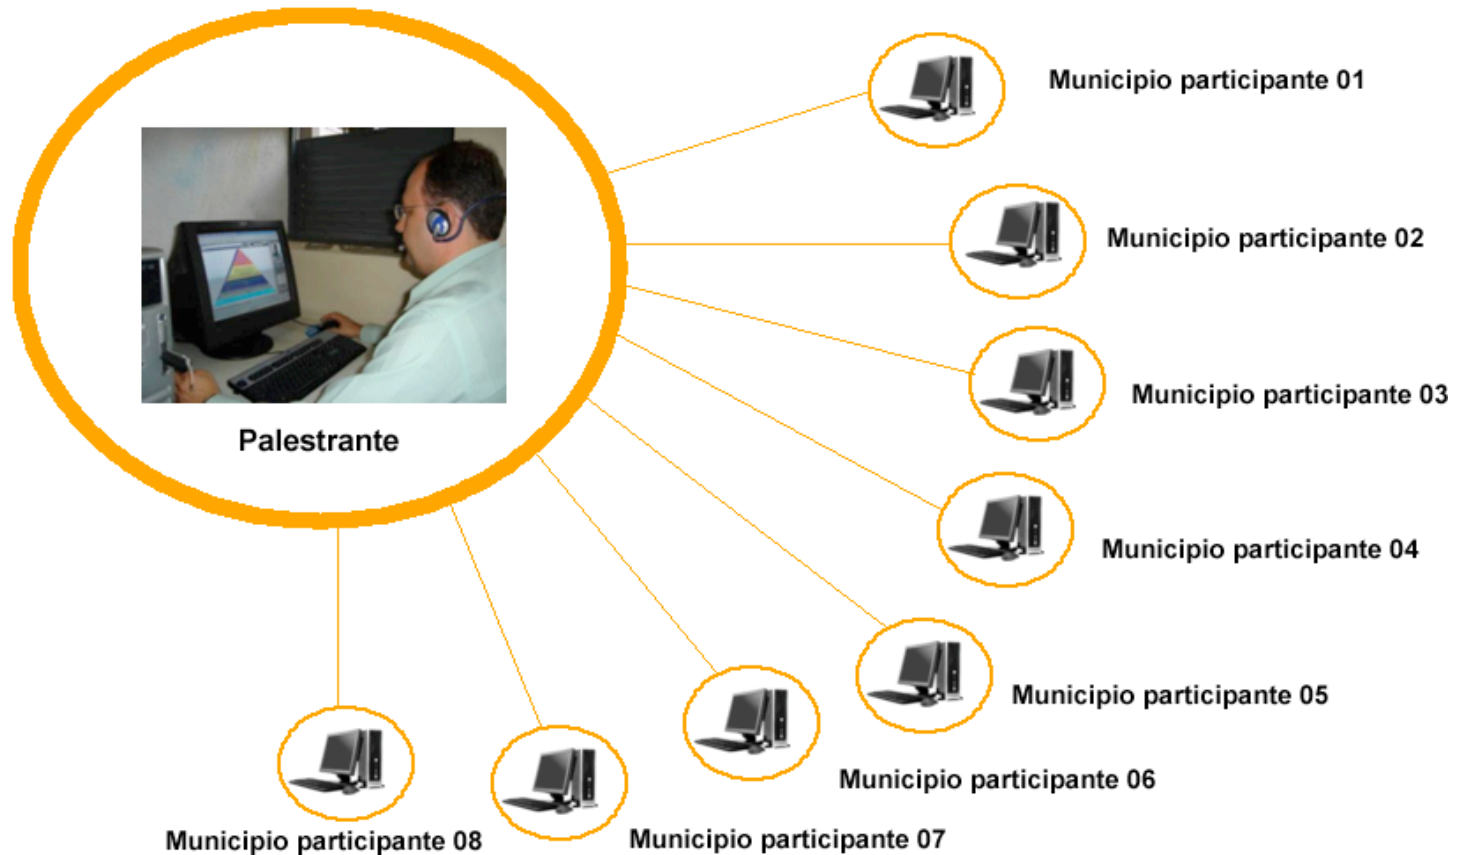 Municipio participante 01
Municipio participante 02
Municipio participante 03
Palestrante
Municipio participante 04
Municipio participante 05
Municipio participante 06
Municipio participante 07
Municipio participante 08